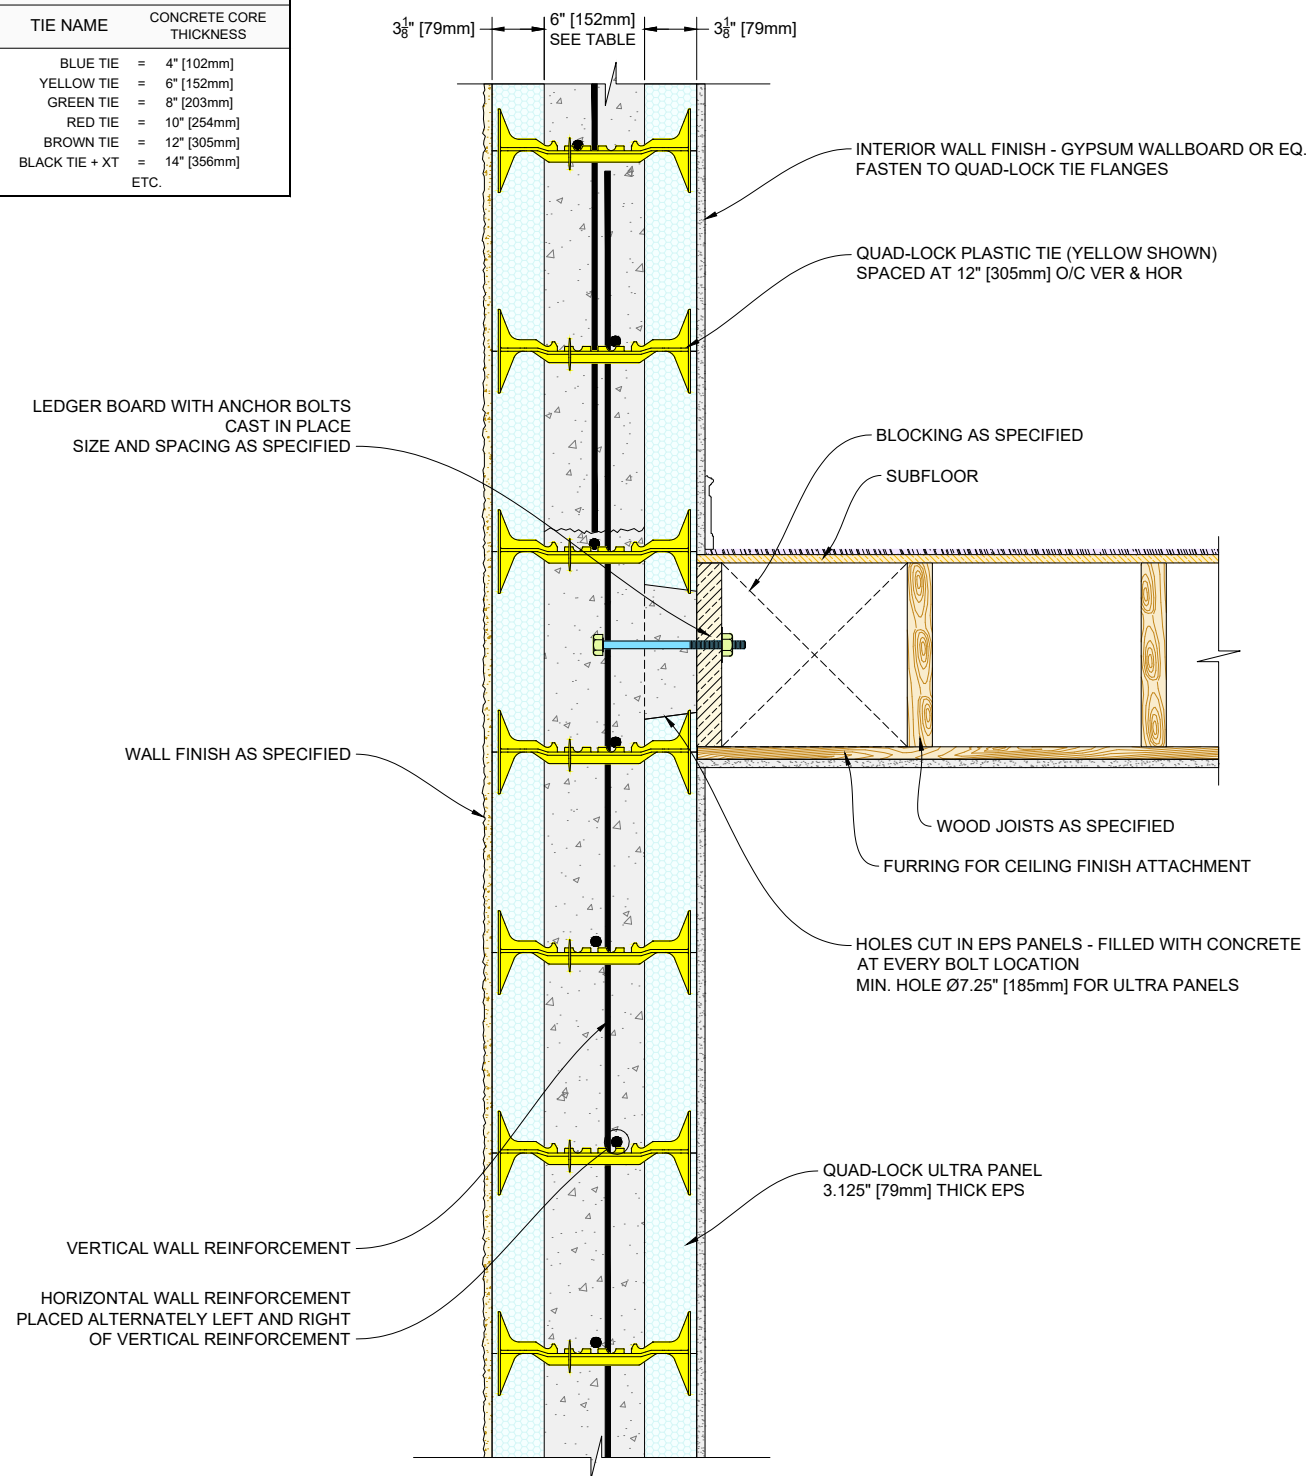 TIE NAME
CONCRETE CORE
THICKNESS
BLUE TIE = 4" [102mm]
YELLOW TIE = 6" [152mm]
GREEN TIE = 8" [203mm]
RED TIE = 10" [254mm]
BROWN TIE = 12" [305mm]
BLACK TIE + XT = 14" [356mm]
ETC.
3⅛" [79mm]
6" [152mm]
SEE TABLE
3⅛" [79mm]
INTERIOR WALL FINISH - GYPSUM WALLBOARD OR EQ.
FASTEN TO QUAD-LOCK TIE FLANGES
QUAD-LOCK PLASTIC TIE (YELLOW SHOWN)
SPACED AT 12" [305mm] O/C VER & HOR
LEDGER BOARD WITH ANCHOR BOLTS
CAST IN PLACE
SIZE AND SPACING AS SPECIFIED
BLOCKING AS SPECIFIED
SUBFLOOR
WALL FINISH AS SPECIFIED
WOOD JOISTS AS SPECIFIED
FURRING FOR CEILING FINISH ATTACHMENT
HOLES CUT IN EPS PANELS - FILLED WITH CONCRETE
AT EVERY BOLT LOCATION
MIN. HOLE Ø7.25" [185mm] FOR ULTRA PANELS
QUAD-LOCK ULTRA PANEL
3.125" [79mm] THICK EPS
VERTICAL WALL REINFORCEMENT
HORIZONTAL WALL REINFORCEMENT
PLACED ALTERNATELY LEFT AND RIGHT
OF VERTICAL REINFORCEMENT